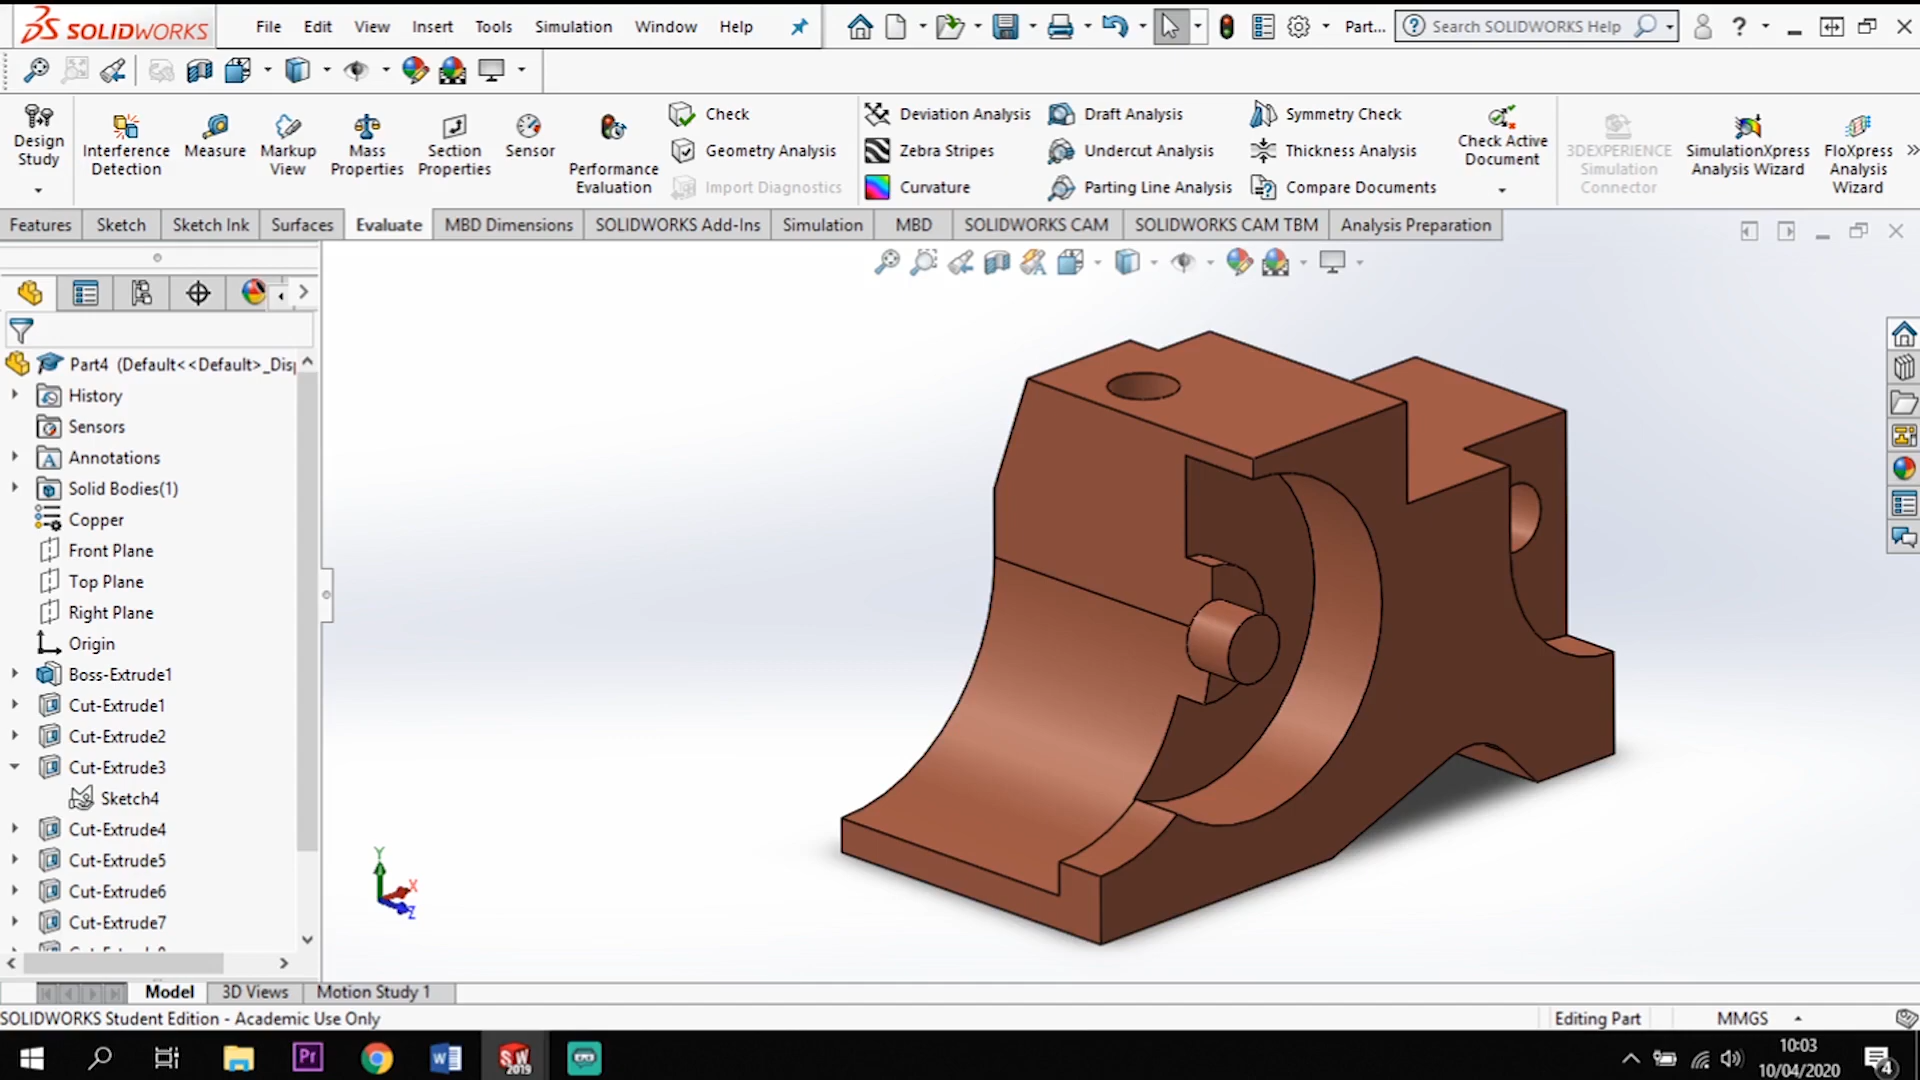 SOLIDWORKS File Edit View Insert Tools Simulation Window Help Part... Search SOLIDWORKS Help
Design Study
Interference Detection
Measure
Markup View
Mass Properties
Section Properties
Sensor
Performance Evaluation
Check
Geometry Analysis
Import Diagnostics
Deviation Analysis
Zebra Stripes
Curvature
Draft Analysis
Undercut Analysis
Parting Line Analysis
Symmetry Check
Thickness Analysis
Compare Documents
Check Active Document
3DEXPERIENCE Simulation Connector
SimulationXpress Analysis Wizard
FloXpress Analysis Wizard
Features Sketch Sketch Ink Surfaces Evaluate MBD Dimensions SOLIDWORKS Add-Ins Simulation MBD SOLIDWORKS CAM SOLIDWORKS CAM TBM Analysis Preparation
Part4 (Default<<Default>_Disp
History
Sensors
Annotations
Solid Bodies(1)
Copper
Front Plane
Top Plane
Right Plane
Origin
Boss-Extrude1
Cut-Extrude1
Cut-Extrude2
Cut-Extrude3
Sketch4
Cut-Extrude4
Cut-Extrude5
Cut-Extrude6
Cut-Extrude7
Y
X
Z
Model 3D Views Motion Study 1
SOLIDWORKS Student Edition - Academic Use Only Editing Part MMGS
Pr
W
SW 2019
10:03
10/04/2020
4